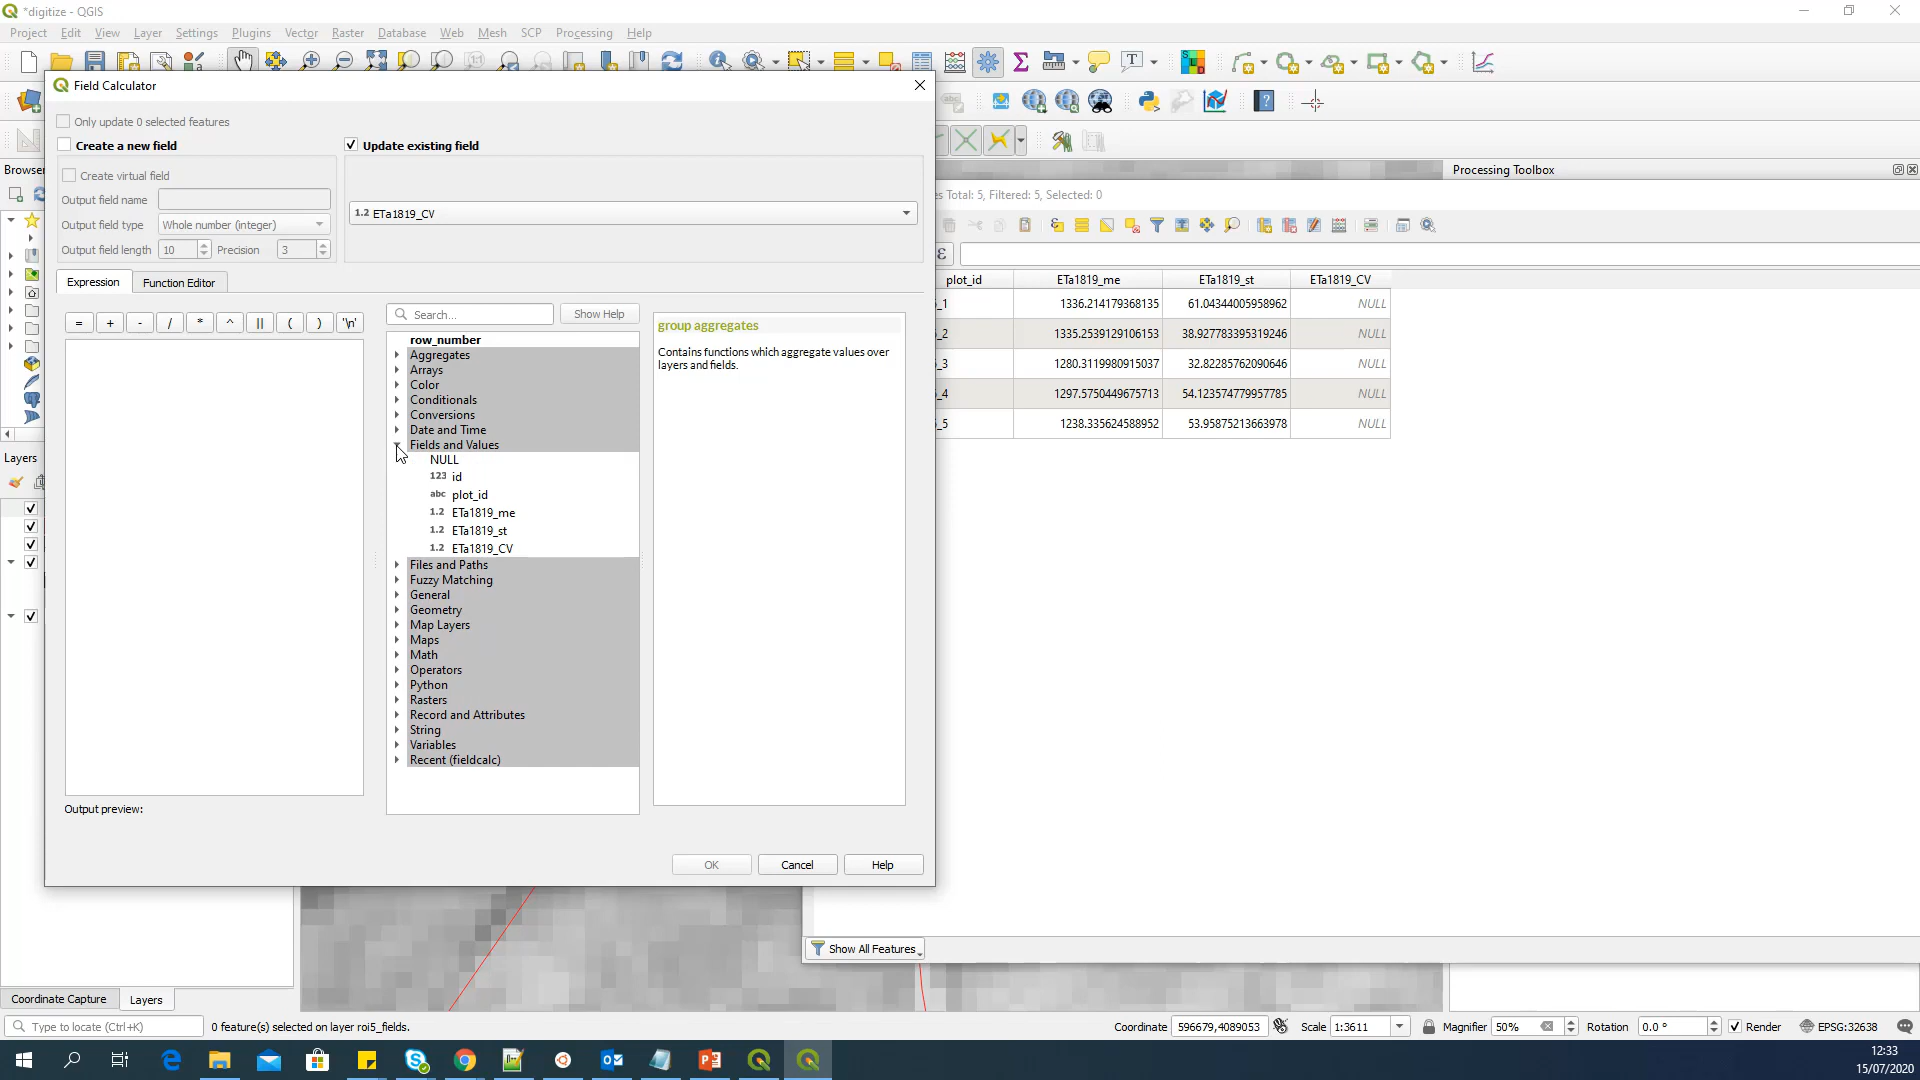 *digitize - QGIS
Project Edit View Layer Settings Plugins Vector Raster Database Web Mesh SCP Processing Help
Field Calculator
Only update 0 selected features
Create a new field
Update existing field
Create virtual field
Output field name
Output field type Whole number (integer)
Output field length 10 Precision 3
1.2 ETa1819_CV
Expression Function Editor
= + - / * ^ || ( ) '\n'
Search... Show Help
row_number
Aggregates
Arrays
Color
Conditionals
Conversions
Date and Time
Fields and Values
NULL
123 id
abc plot_id
1.2 ETa1819_me
1.2 ETa1819_st
1.2 ETa1819_CV
Files and Paths
Fuzzy Matching
General
Geometry
Map Layers
Maps
Math
Operators
Python
Rasters
Record and Attributes
String
Variables
Recent (fieldcalc)
group aggregates
Contains functions which aggregate values over
layers and fields.
Output preview:
OK Cancel Help
Browser
Layers
Processing Toolbox
es Total: 5, Filtered: 5, Selected: 0
ε
plot_id ETa1819_me ETa1819_st ETa1819_CV
_1 1336.214179368135 61.04344005958962 NULL
_2 1335.2539129106153 38.927783395319246 NULL
_3 1280.3119980915037 32.82285762090646 NULL
_4 1297.5750449675713 54.123574779957785 NULL
_5 1238.335624588952 53.95875213663978 NULL
Show All Features
Coordinate Capture Layers
Type to locate (Ctrl+K) 0 feature(s) selected on layer roi5_fields. Coordinate 596679,4089053 Scale 1:3611 Magnifier 50% Rotation 0.0 ° Render EPSG:32638
12:33
15/07/2020